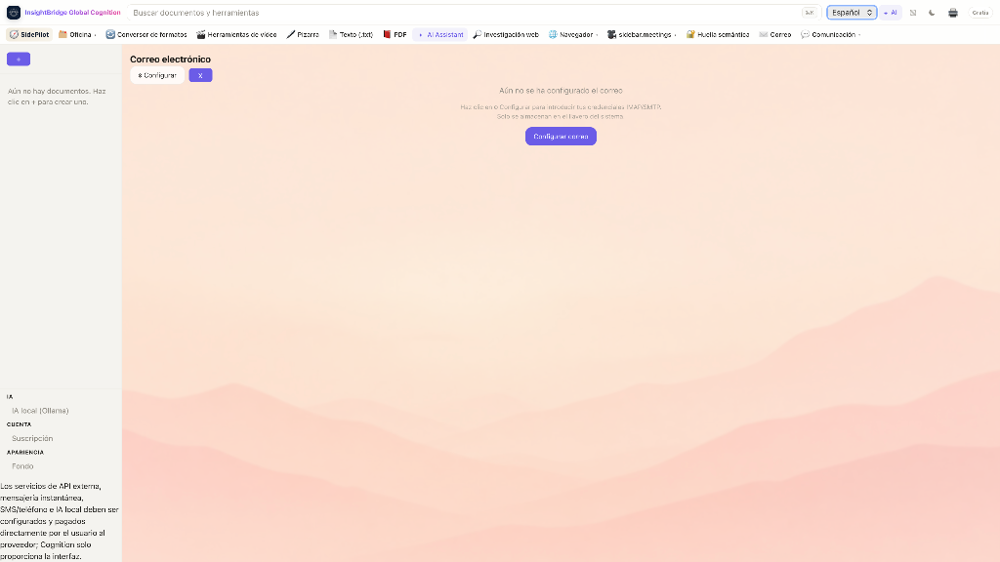 InsightBridge Global Cognition
Buscar documentos y herramientas
⌘K
Español
+ AI
Gratis
SidePilot
Oficina
Conversor de formatos
Herramientas de vídeo
Pizarra
Texto (.txt)
PDF
AI Assistant
Investigación web
Navegador
sidebar.meetings
Huella semántica
Correo
Comunicación
+
Aún no hay documentos. Haz
clic en + para crear uno.
IA
IA local (Ollama)
CUENTA
Suscripción
APARIENCIA
Fondo
Los servicios de API externa,
mensajería instantánea,
SMS/teléfono e IA local deben ser
configurados y pagados
directamente por el usuario al
proveedor; Cognition solo
proporciona la interfaz.
Correo electrónico
Configurar
X
Aún no se ha configurado el correo
Haz clic en ⚙ Configurar para introducir tus credenciales IMAP/SMTP.
Solo se almacenan en el llavero del sistema.
Configurar correo